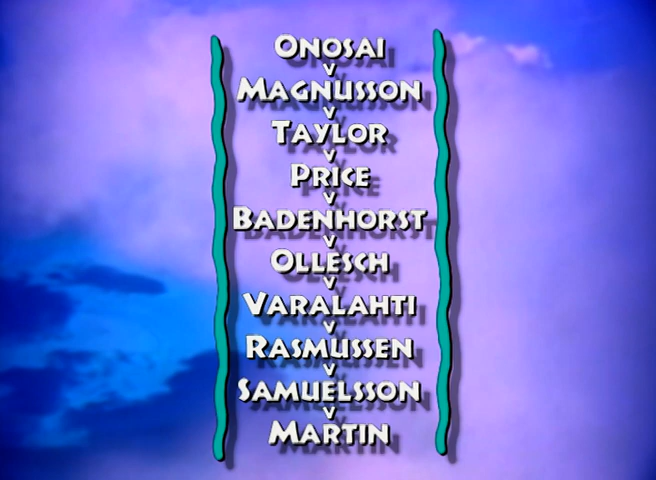 ONOSAI
V
MAGNUSSON
V
TAYLOR
V
PRICE
V
BADENHORST
V
OLLESCH
V
VARALAHTI
V
RASMUSSEN
V
SAMUELSSON
V
MARTIN